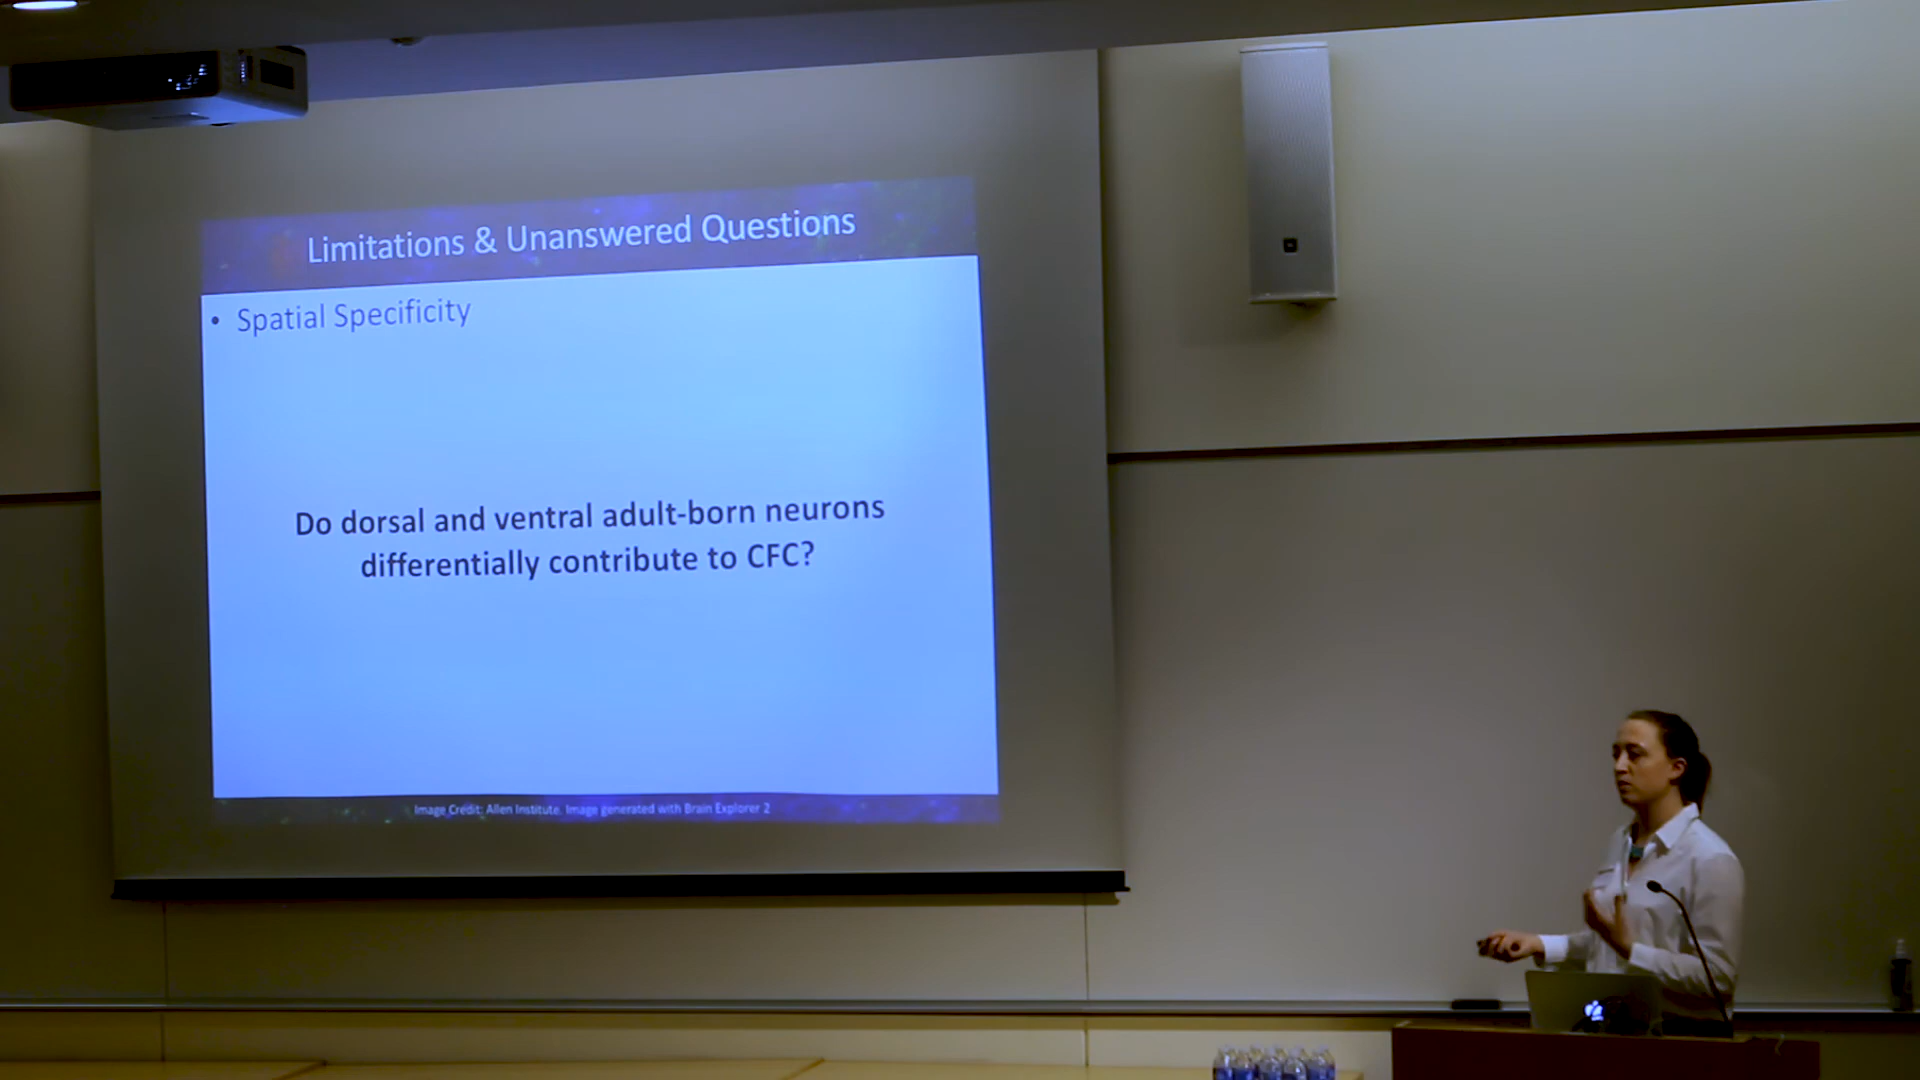 Limitations & Unanswered Questions
• Spatial Specificity
Do dorsal and ventral adult-born neurons
differentially contribute to CFC?
Image Credit: Allen Institute. Image generated with Brain Explorer 2